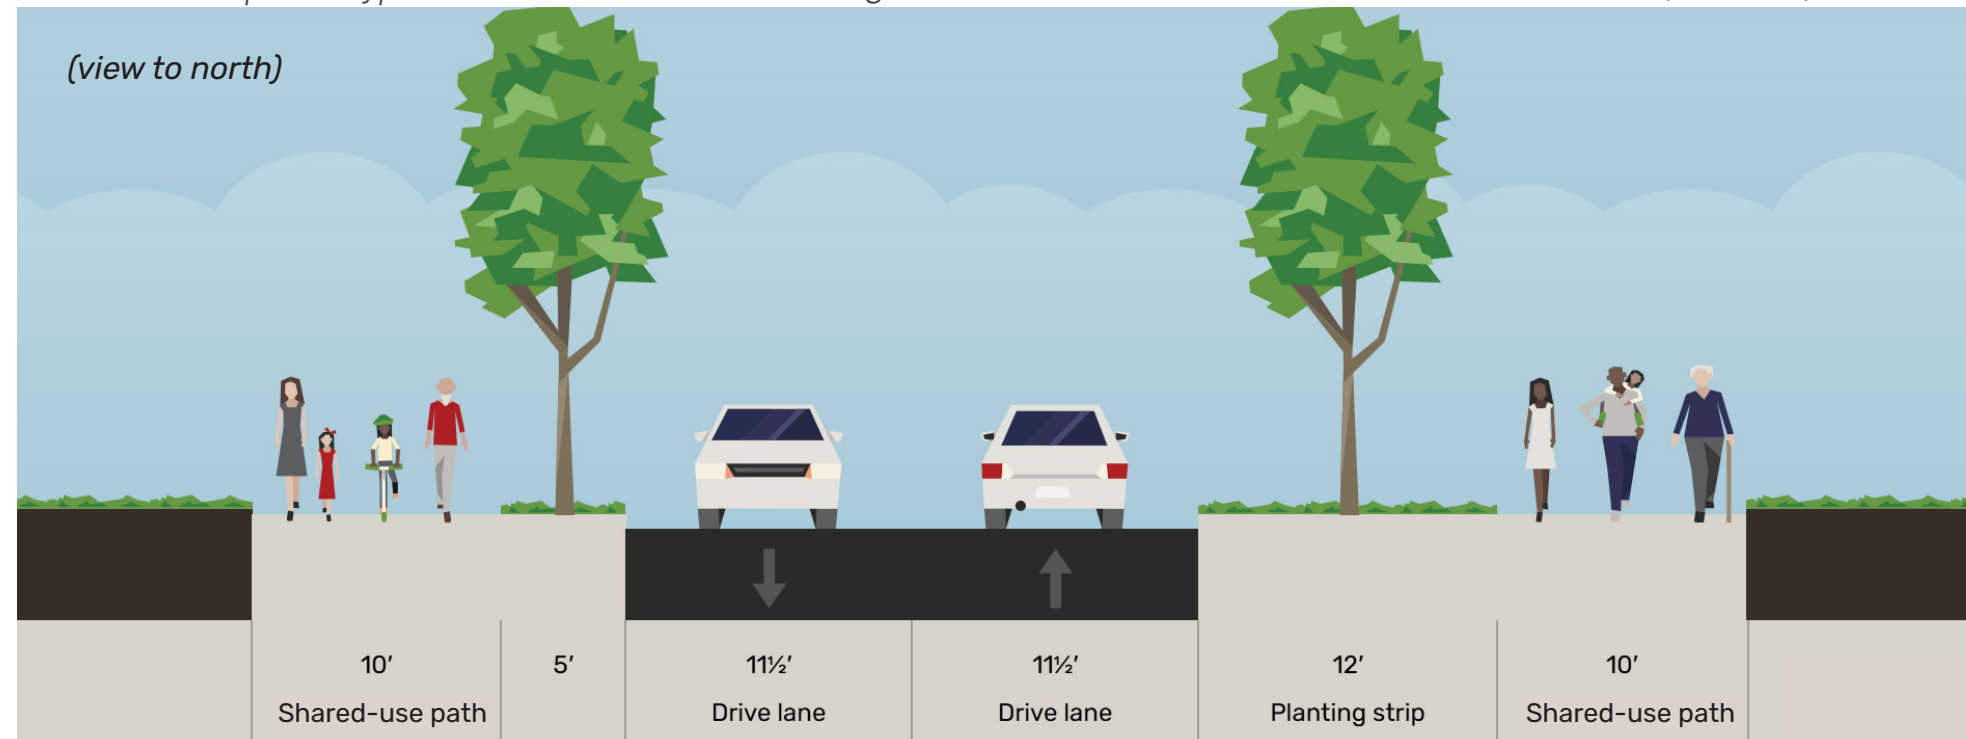 (view to north)
10′ 5′ 11½′ 11½′ 12′ 10′
Shared-use path Drive lane Drive lane Planting strip Shared-use path